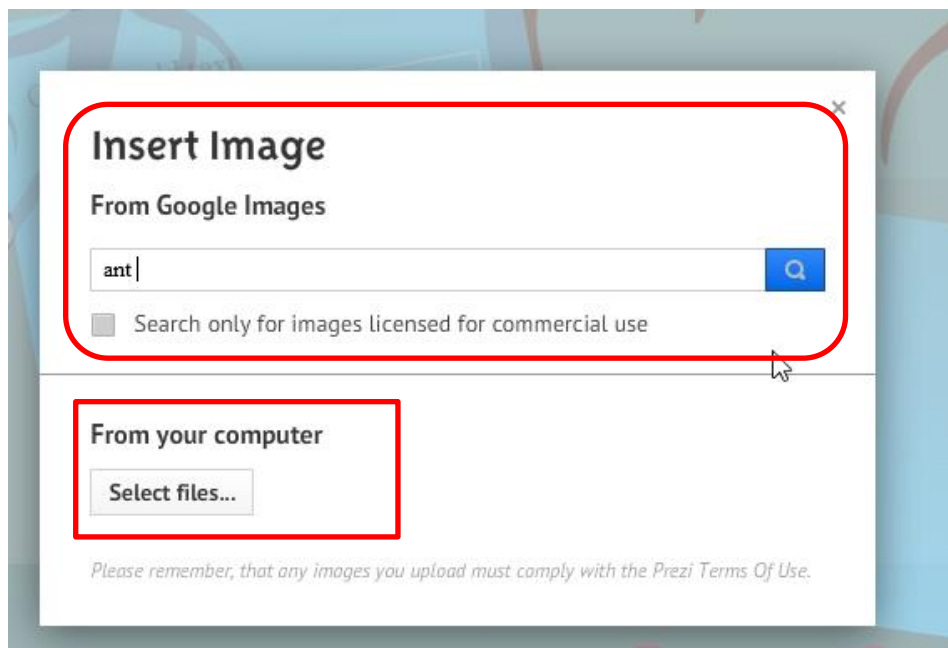 Insert Image
From Google Images
ant
Search only for images licensed for commercial use
From your computer
Select files...
Please remember, that any images you upload must comply with the Prezi Terms Of Use.